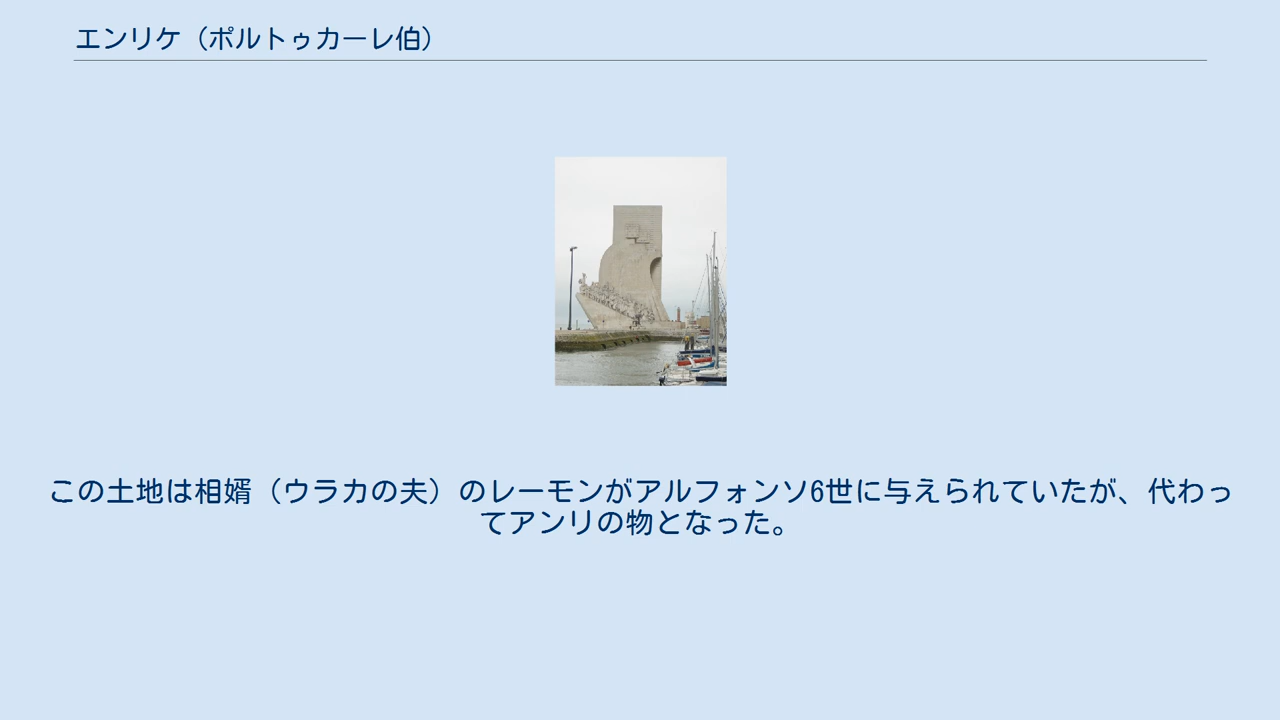 エンリケ（ポルトゥカーレ伯）
この土地は相婿（ウラカの夫）のレーモンがアルフォンソ6世に与えられていたが、代わっ
てアンリの物となった。